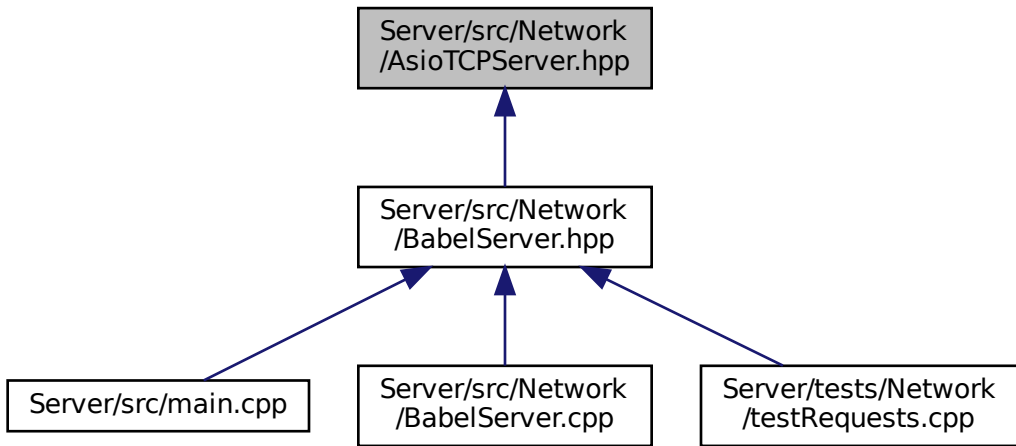 Server/src/Network
/AsioTCPServer.hpp
Server/src/Network
/BabelServer.hpp
Server/src/main.cpp
Server/src/Network
/BabelServer.cpp
Server/tests/Network
/testRequests.cpp